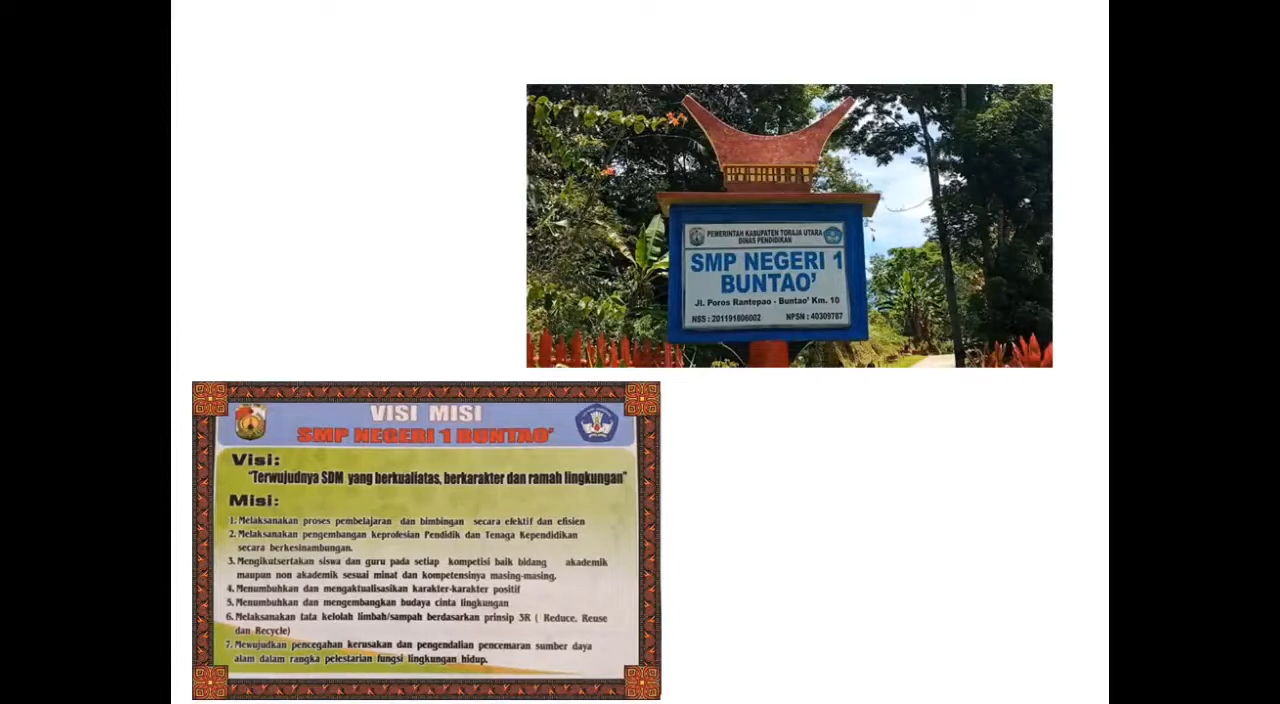 PEMERINTAH KABUPATEN TORAJA UTARA
DINAS PENDIDIKAN
SMP NEGERI 1
BUNTAO'
Jl. Poros Rantepao - Buntao' Km. 10
NSS : 201191806002 NPSN : 40309787
VISI MISI
SMP NEGERI 1 BUNTAO'
Visi:
"Terwujudnya SDM yang berkualiatas, berkarakter dan ramah lingkungan"
Misi:
1. Melaksanakan proses pembelajaran dan bimbingan secara efektif dan efisien
2. Melaksanakan pengembangan keprofesian Pendidik dan Tenaga Kependidikan
secara berkesinambungan.
3. Mengikutsertakan siswa dan guru pada setiap kompetisi baik bidang akademik
maupun non akademik sesuai minat dan kompetensinya masing-masing.
4. Menumbuhkan dan mengaktualisasikan karakter-karakter positif
5. Menumbuhkan dan mengembangkan budaya cinta lingkungan
6. Melaksanakan tata kelolah limbah/sampah berdasarkan prinsip 3R ( Reduce, Reuse
dan Recycle)
7. Mewujudkan pencegahan kerusakan dan pengendalian pencemaran sumber daya
alam dalam rangka pelestarian fungsi lingkungan hidup.